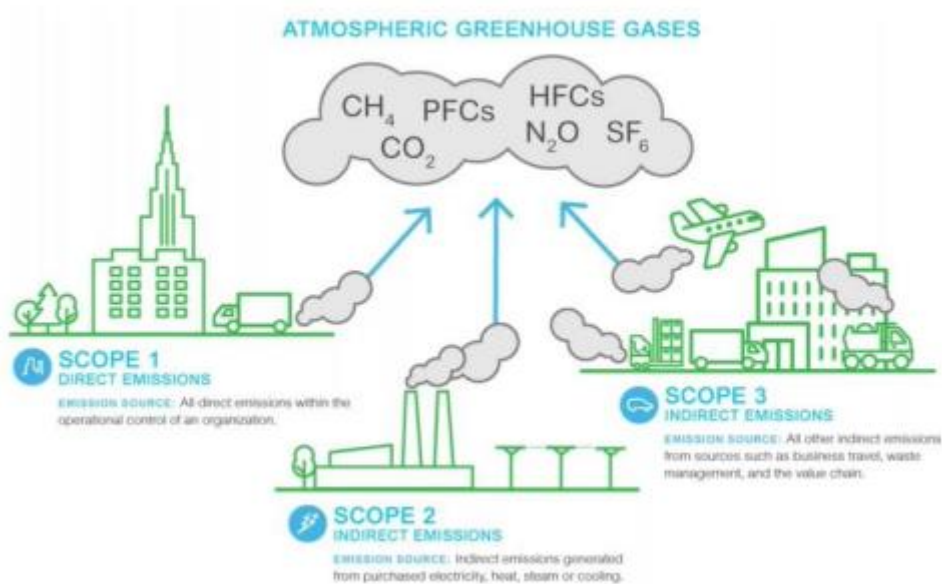 ATMOSPHERIC GREENHOUSE GASES
CH₄ PFCs HFCs
CO₂ N₂O SF₆
SCOPE 1
DIRECT EMISSIONS
EMISSION SOURCE: All direct emissions within the
operational control of an organization.
SCOPE 2
INDIRECT EMISSIONS
EMISSION SOURCE: Indirect emissions generated
from purchased electricity, heat, steam or cooling.
SCOPE 3
INDIRECT EMISSIONS
EMISSION SOURCE: All other indirect emissions
from sources such as business travel, waste
management, and the value chain.